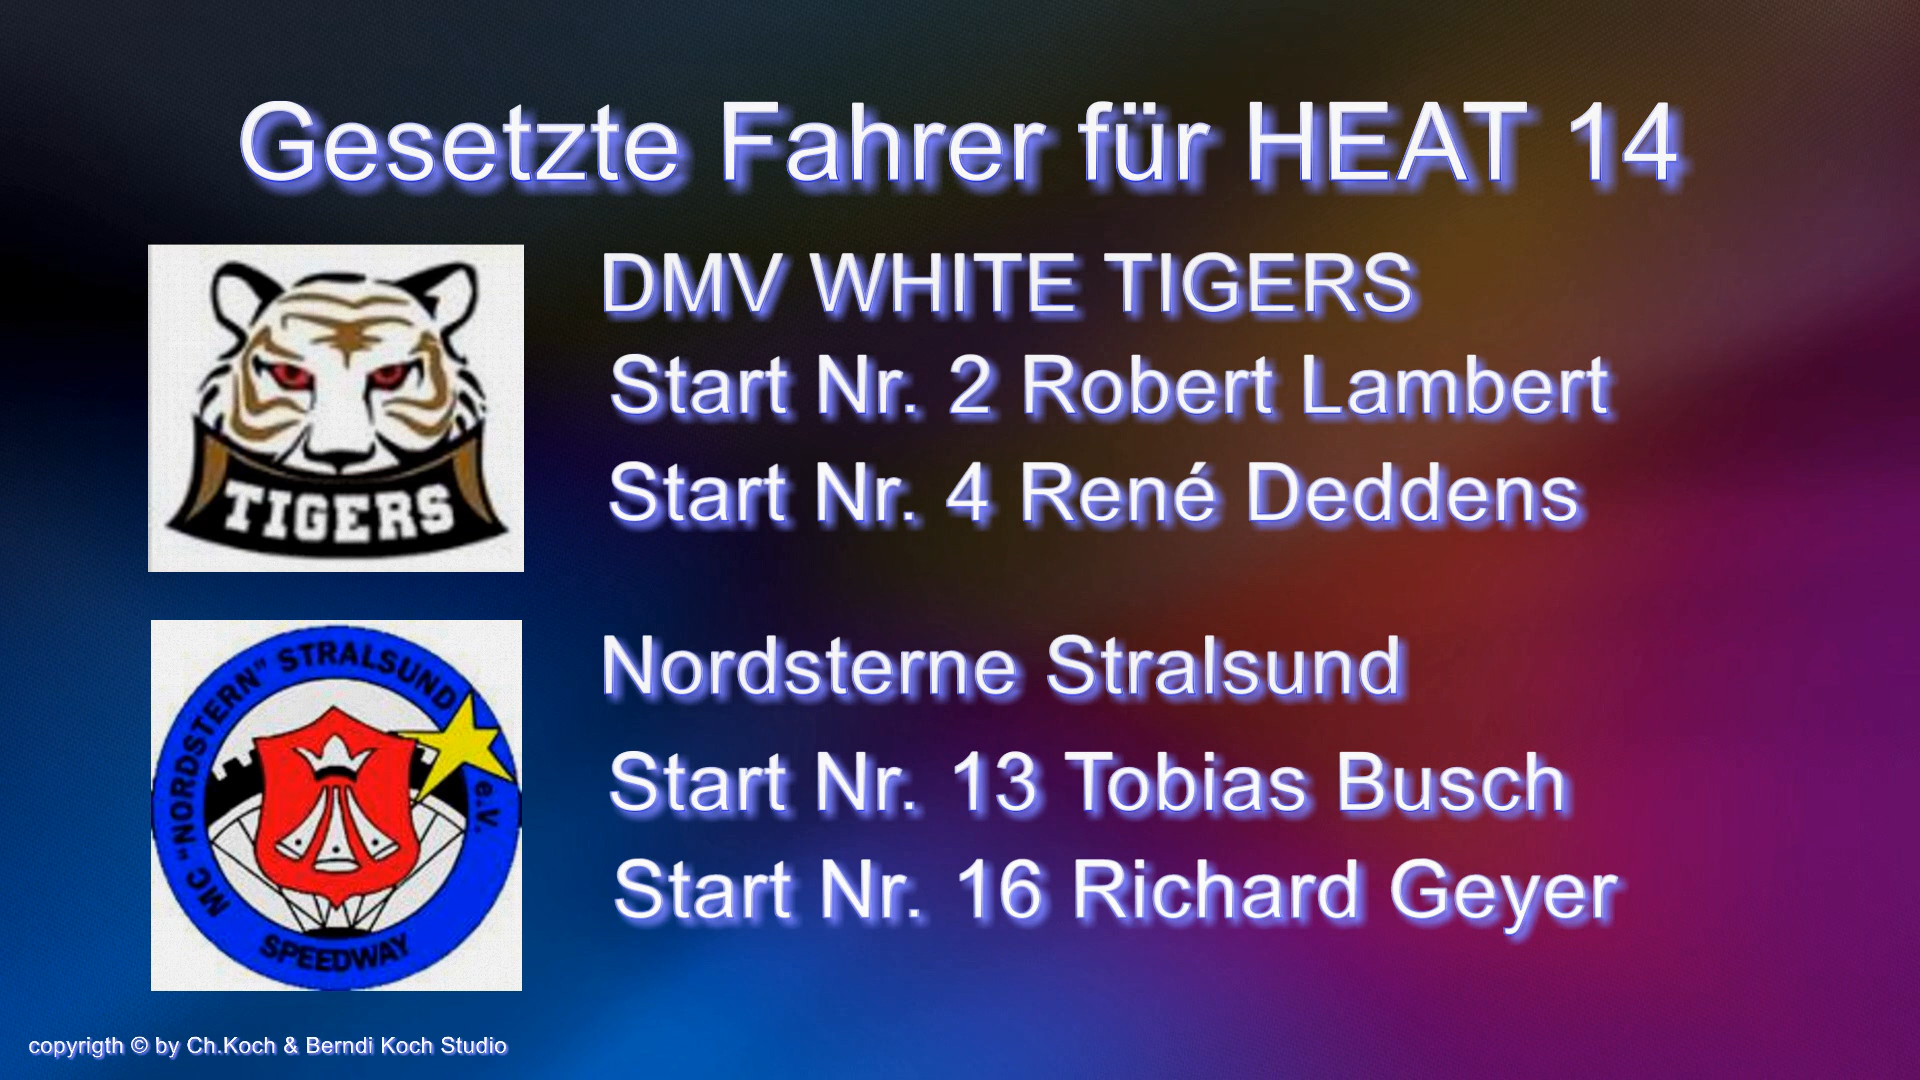 Gesetzte Fahrer für HEAT 14
DMV WHITE TIGERS
Start Nr. 2 Robert Lambert
Start Nr. 4 René Deddens
TIGERS
Nordsterne Stralsund
Start Nr. 13 Tobias Busch
Start Nr. 16 Richard Geyer
MC "NORDSTERN" STRALSUND e.V.
SPEEDWAY
copyrigth © by Ch.Koch & Berndi Koch Studio